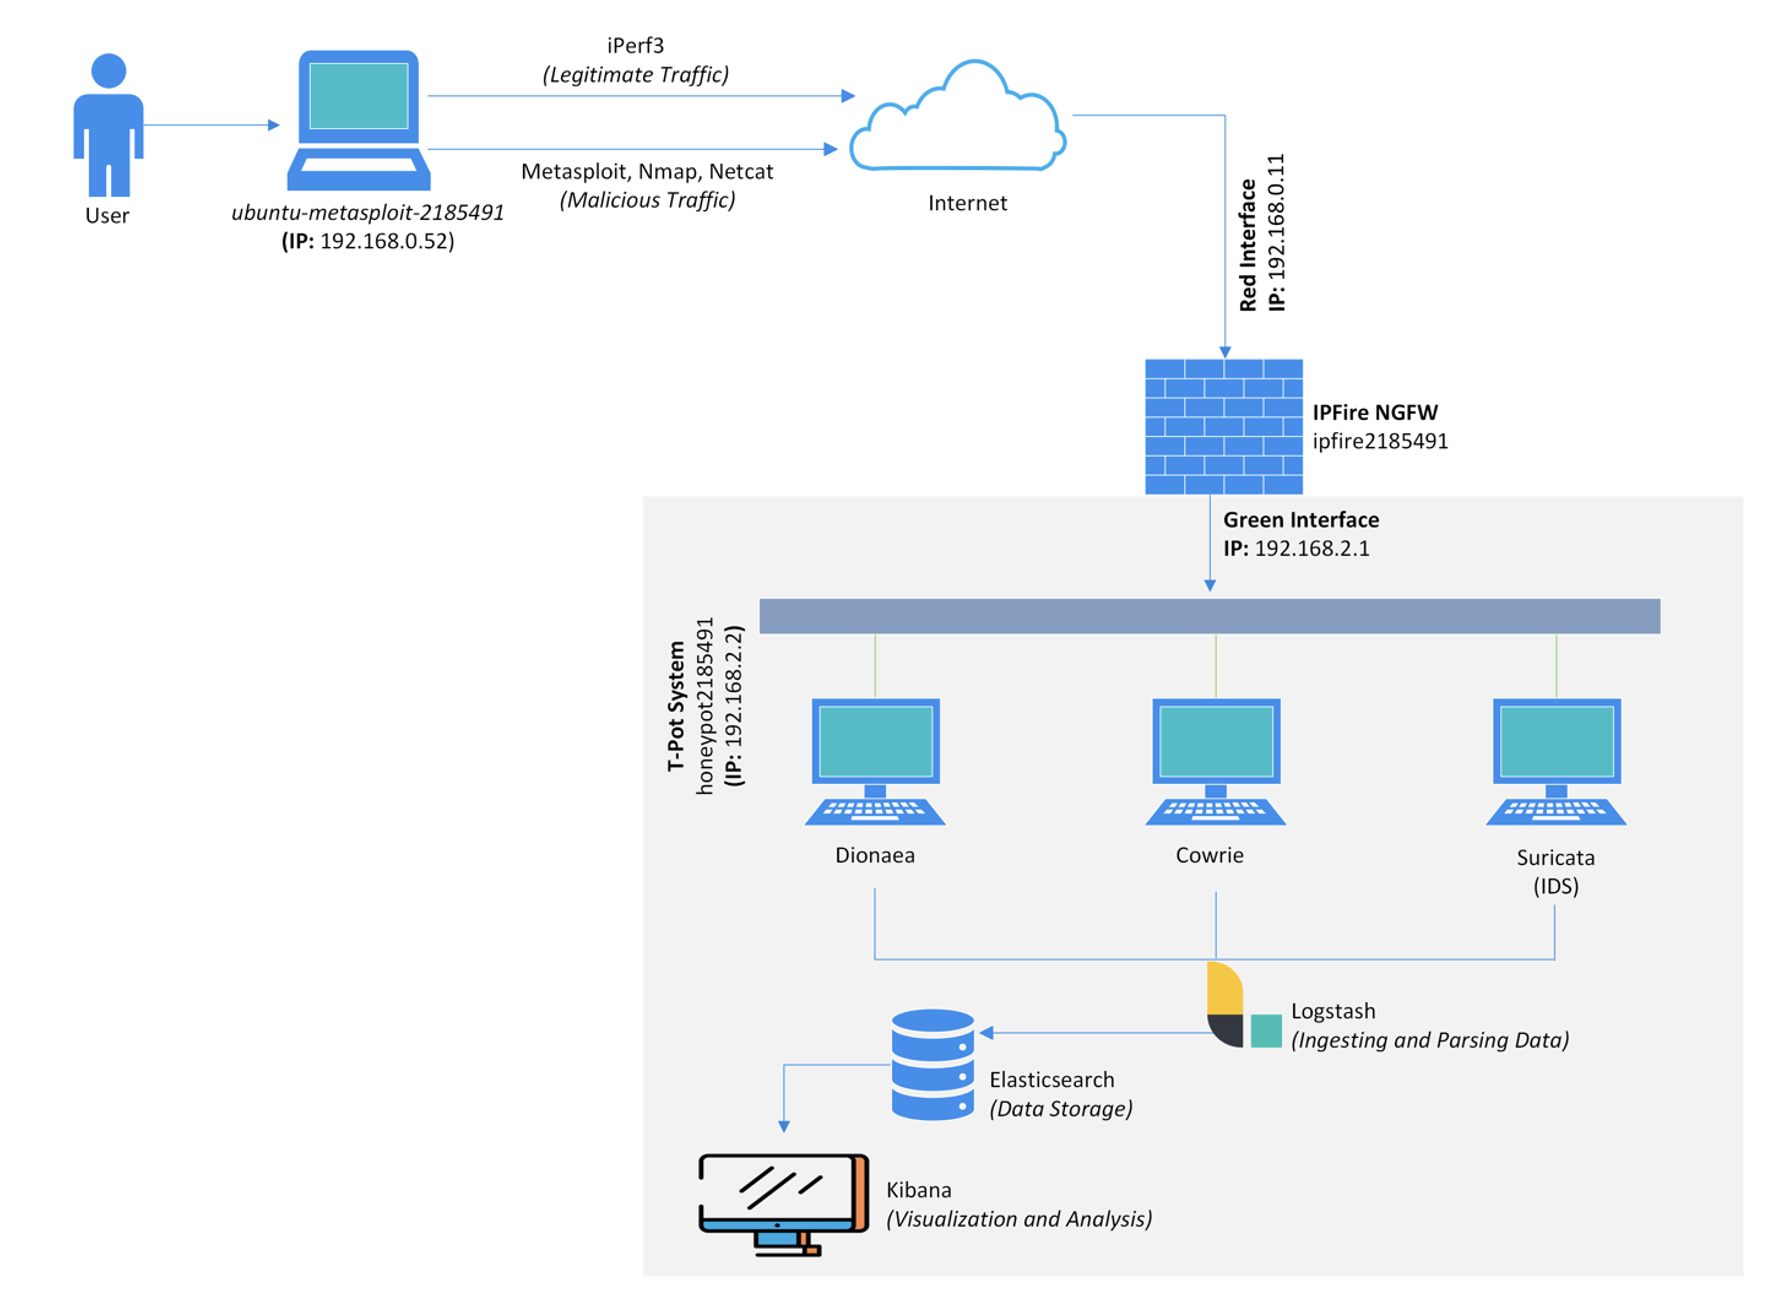 iPerf3
(Legitimate Traffic)
Metasploit, Nmap, Netcat
(Malicious Traffic)
User
ubuntu-metasploit-2185491
(IP: 192.168.0.52)
Internet
Red Interface
IP: 192.168.0.11
IPFire NGFW
ipfire2185491
Green Interface
IP: 192.168.2.1
T-Pot System
honeypot2185491
(IP: 192.168.2.2)
Dionaea
Cowrie
Suricata
(IDS)
Logstash
(Ingesting and Parsing Data)
Elasticsearch
(Data Storage)
Kibana
(Visualization and Analysis)